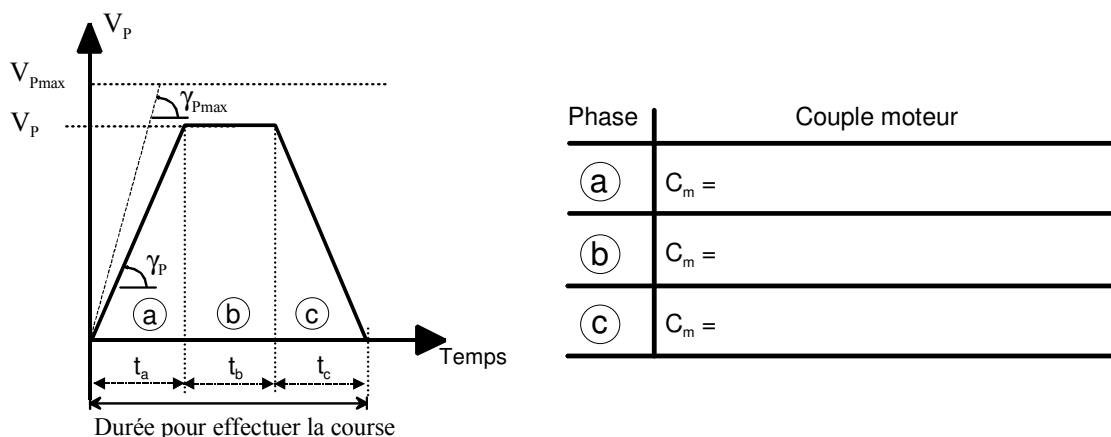 V_P
V_Pmax
γ_Pmax
V_P
γ_P
a b c
Temps
t_a t_b t_c
Durée pour effectuer la course
Phase Couple moteur
a C_m =
b C_m =
c C_m =